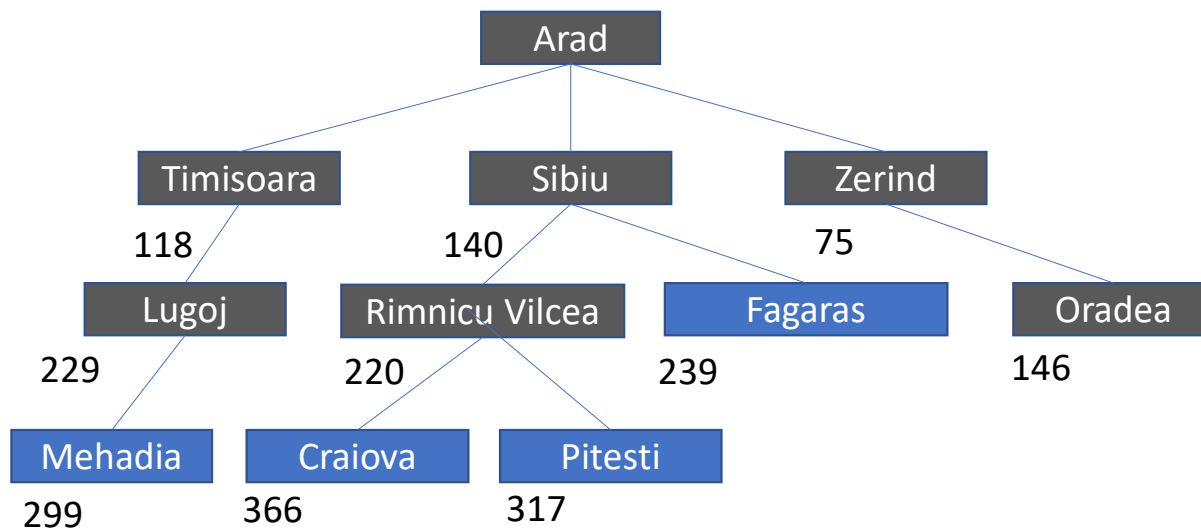 Arad
Timisoara
Sibiu
Zerind
118
140
75
Lugoj
Rimnicu Vilcea
Fagaras
Oradea
229
220
239
146
Mehadia
Craiova
Pitesti
299
366
317